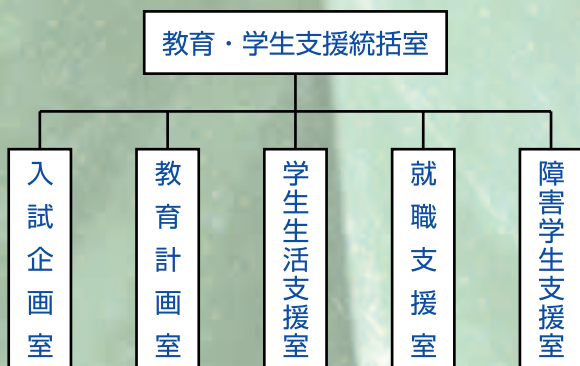 教育・学生支援統括室
入試企画室
教育計画室
学生生活支援室
就職支援室
障害学生支援室